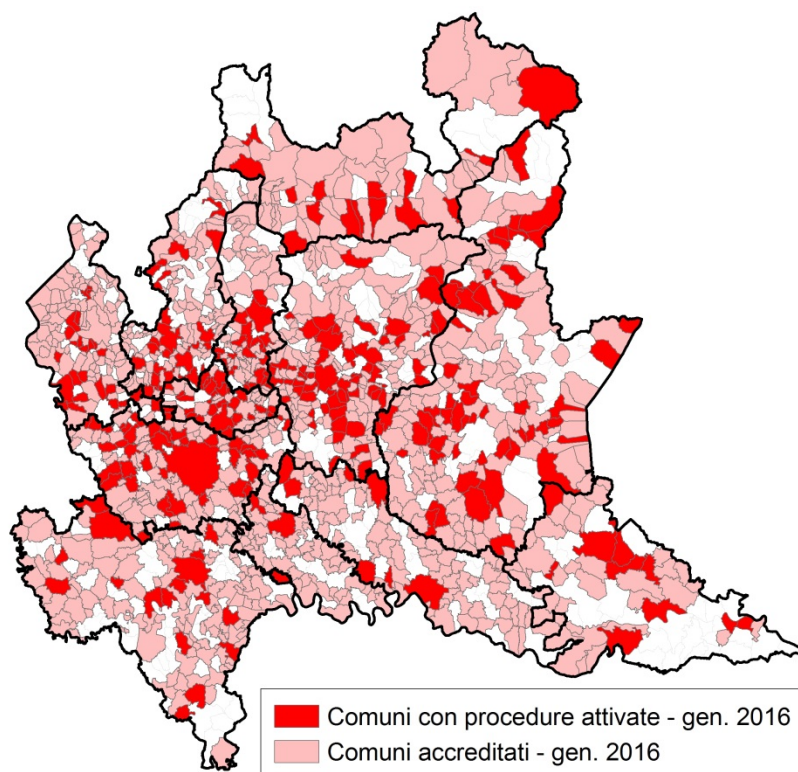 Comuni con procedure attivate - gen. 2016
Comuni accreditati - gen. 2016